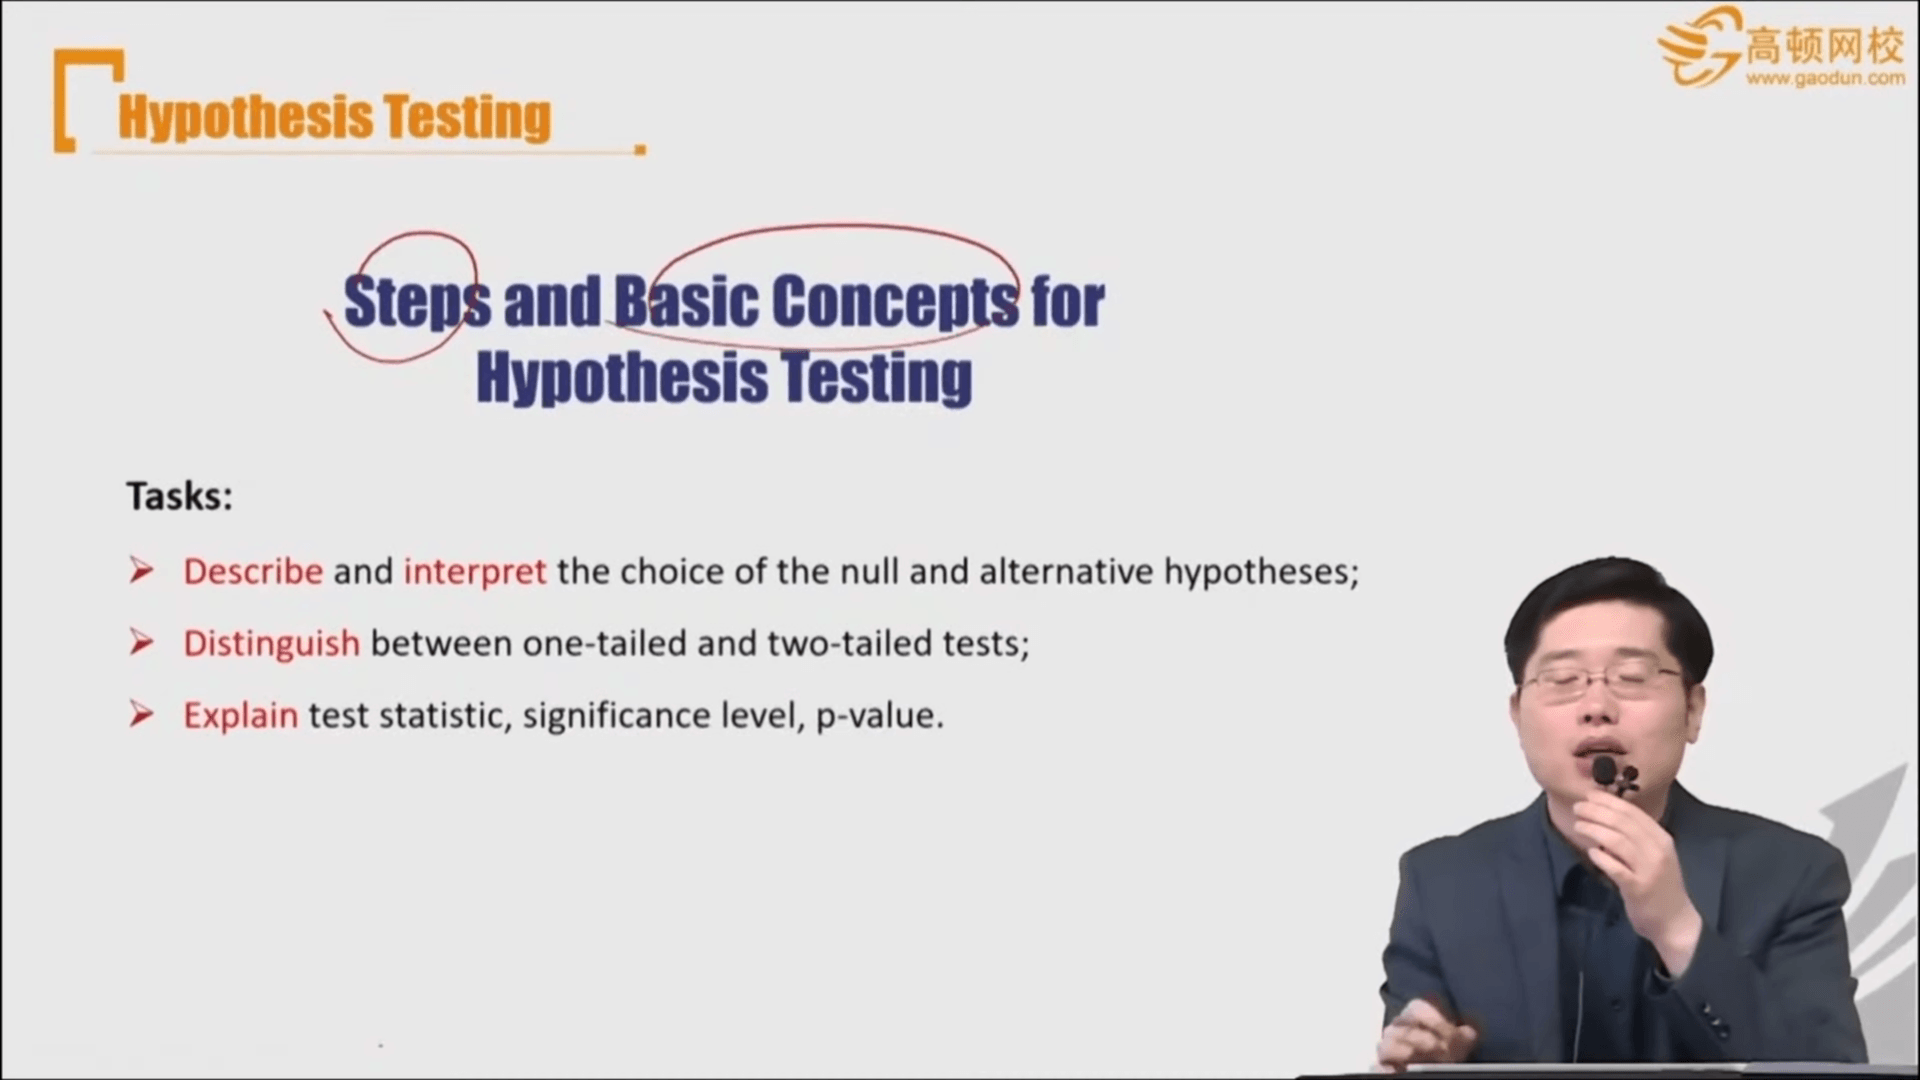 高顿网校
www.gaodun.com
Hypothesis Testing
Steps and Basic Concepts for
Hypothesis Testing
Tasks:
Describe and interpret the choice of the null and alternative hypotheses;
Distinguish between one-tailed and two-tailed tests;
Explain test statistic, significance level, p-value.